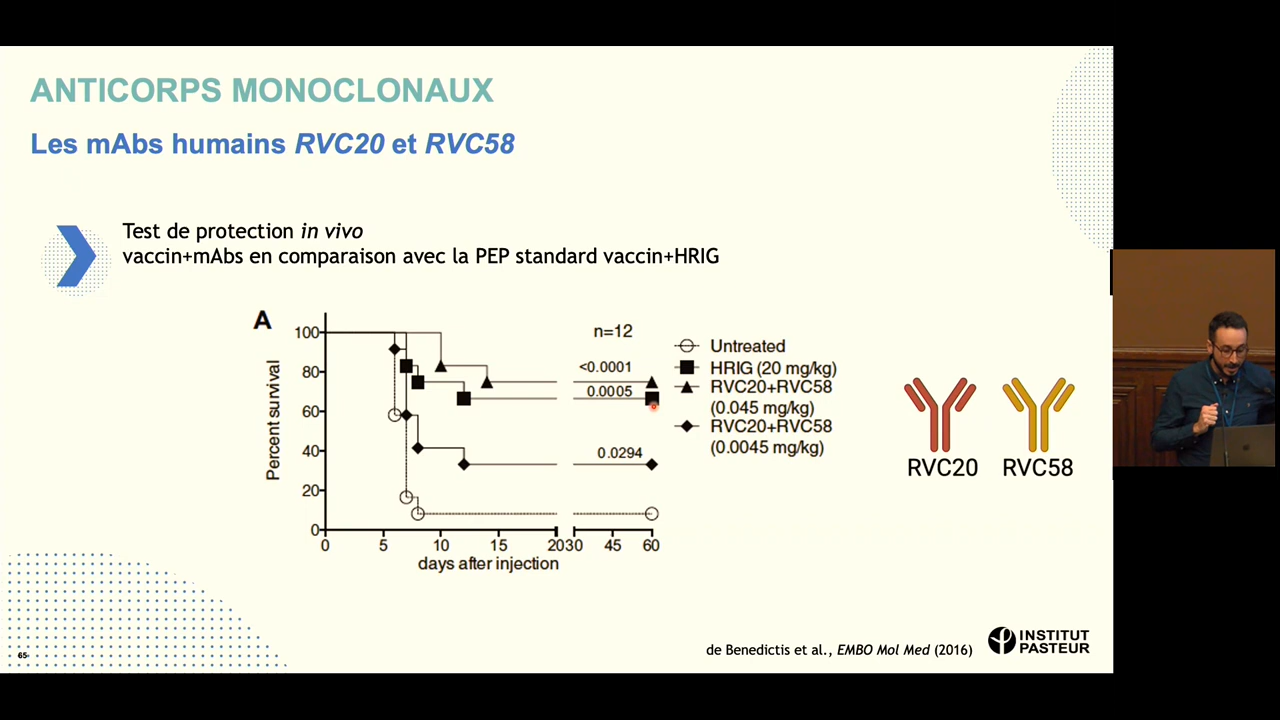 ANTICORPS MONOCLONAUX
Les mAbs humains RVC20 et RVC58
Test de protection in vivo
vaccin+mAbs en comparaison avec la PEP standard vaccin+HRIG
A
Percent survival
100
80
60
40
20
0
n=12
<0.0001
0.0005
0.0294
0 5 10 15 20 30 45 60
days after injection
Untreated
HRIG (20 mg/kg)
RVC20+RVC58
(0.045 mg/kg)
RVC20+RVC58
(0.0045 mg/kg)
RVC20 RVC58
65
de Benedictis et al., EMBO Mol Med (2016)
INSTITUT
PASTEUR